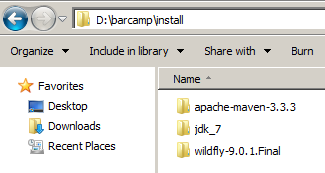 D:\barcamp\install
Organize Include in library Share with Burn
Favorites
Desktop
Downloads
Recent Places
Name
apache-maven-3.3.3
jdk_7
wildfly-9.0.1.Final